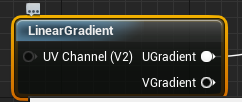 LinearGradient
UV Channel (V2) UGradient
VGradient